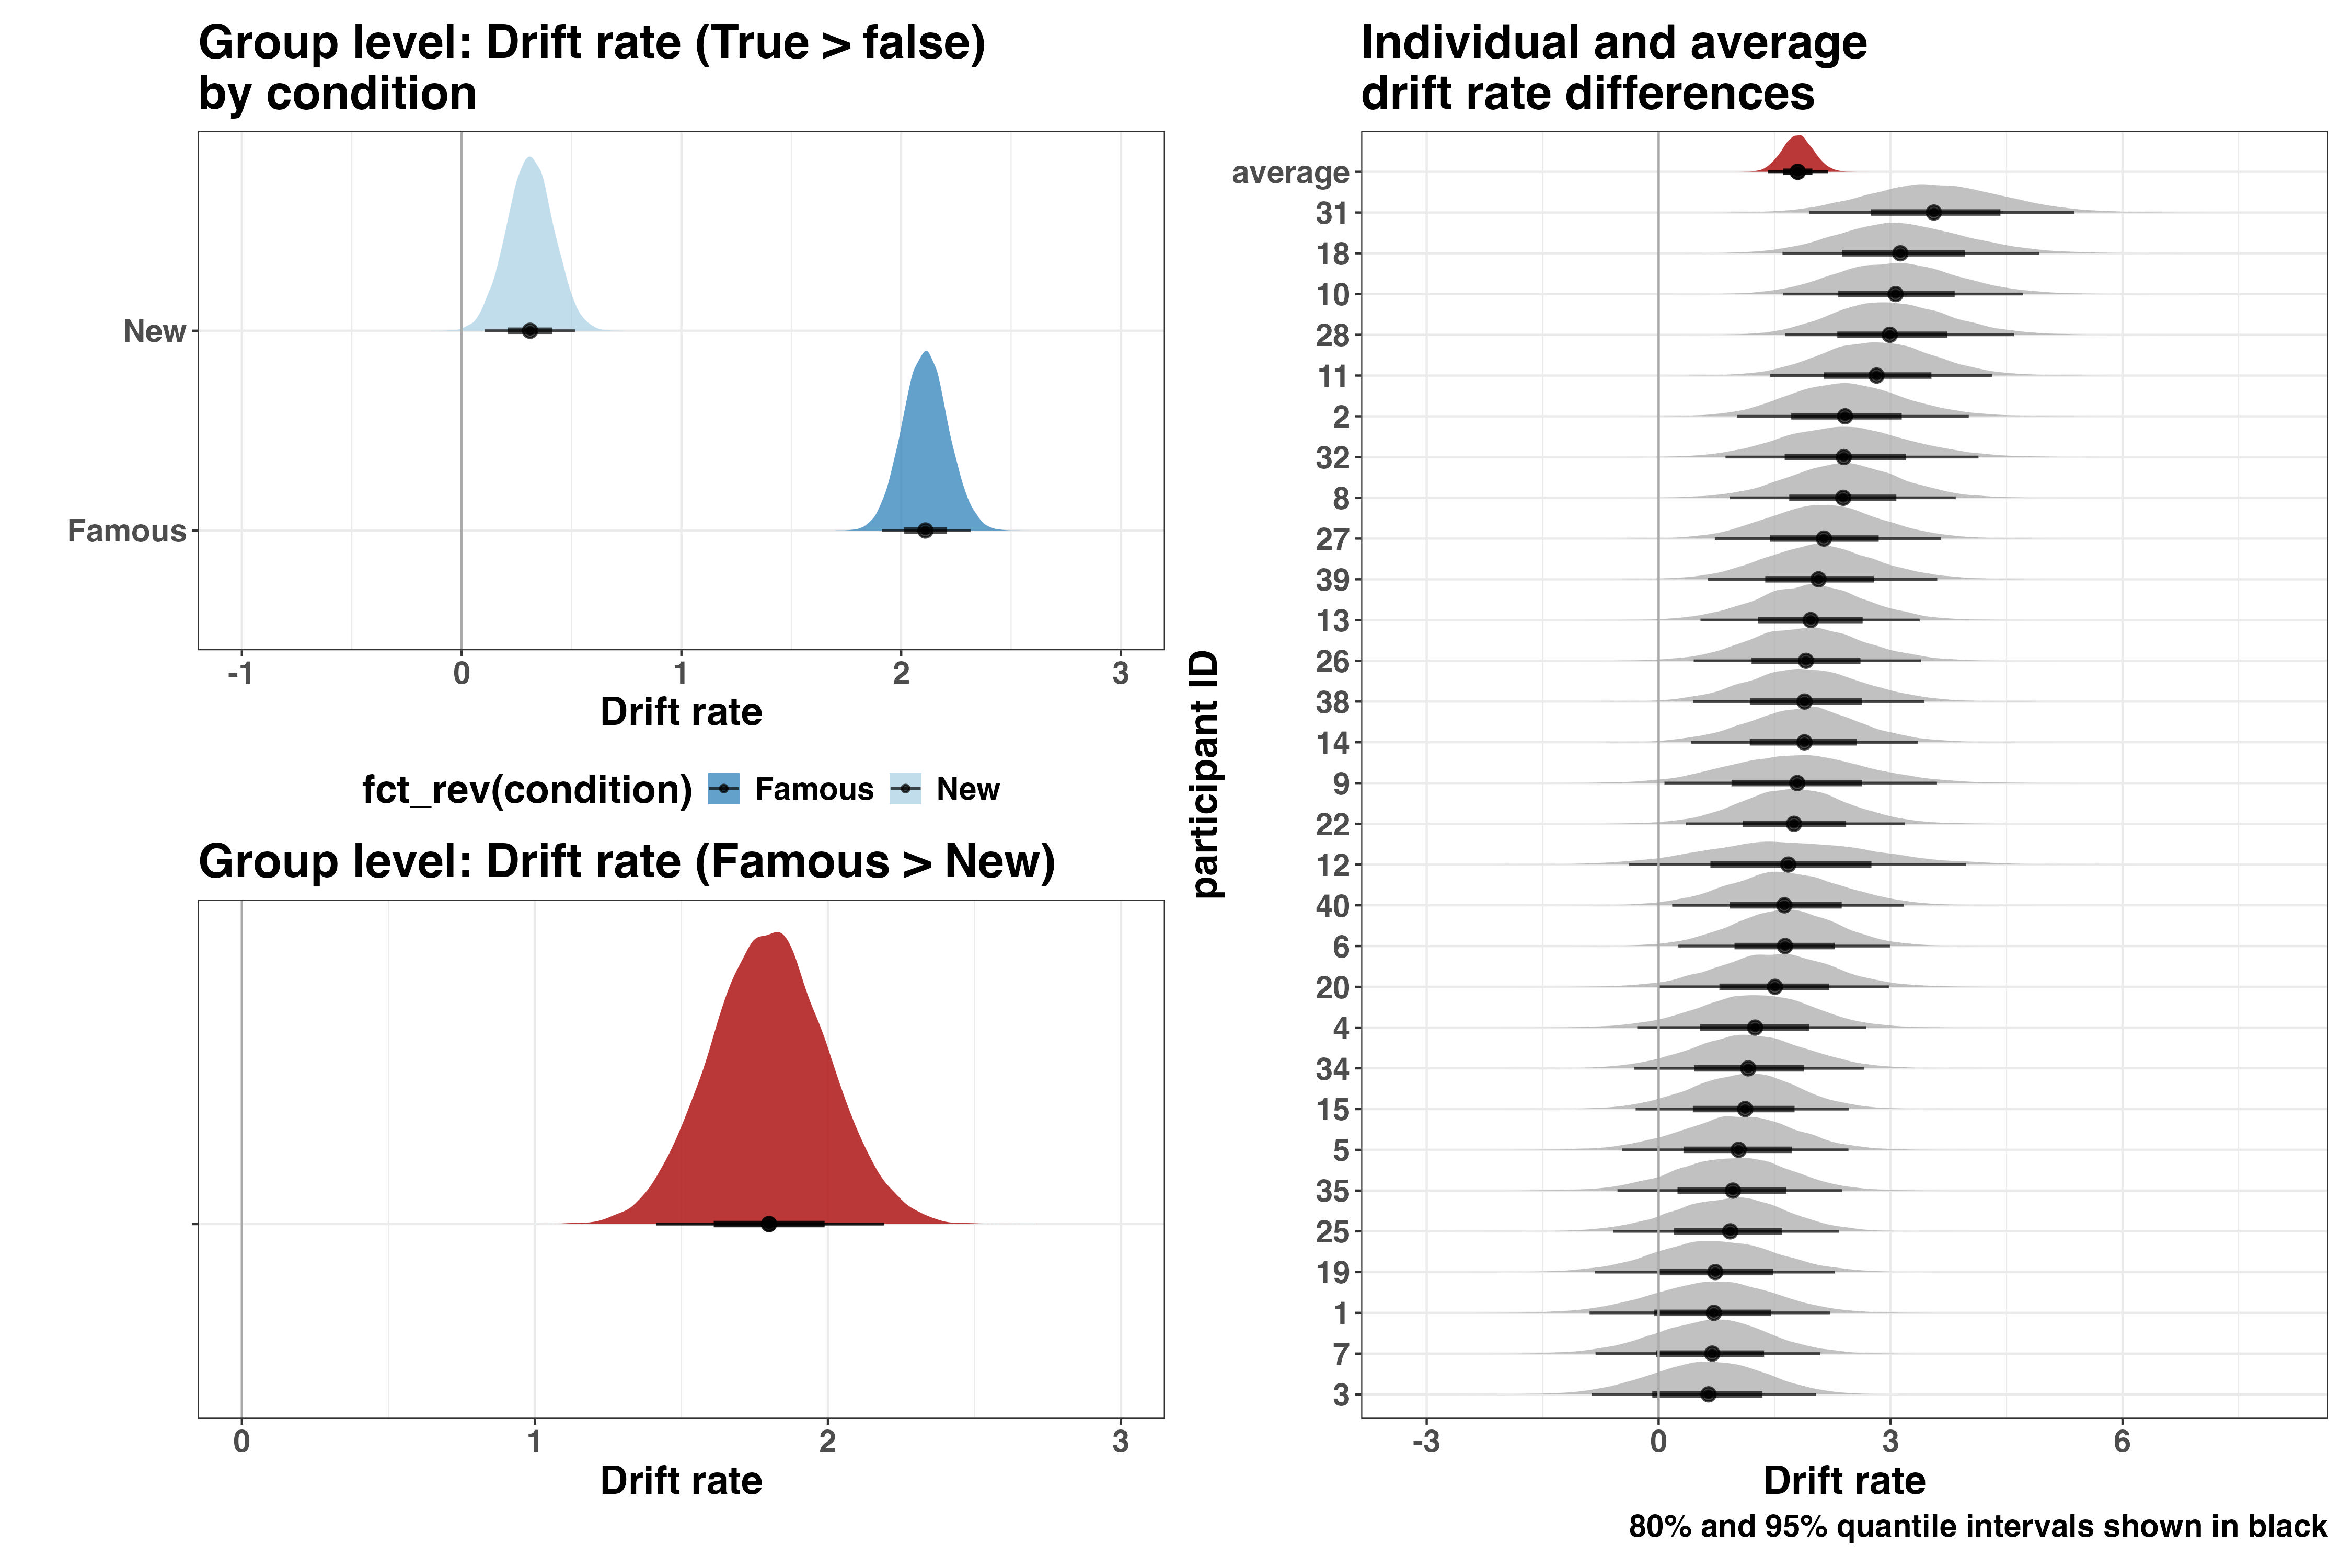 Group level: Drift rate (True > false)
by condition
New
Famous
-1 0 1 2 3
Drift rate
fct_rev(condition) Famous New
Group level: Drift rate (Famous > New)
0 1 2 3
Drift rate
Individual and average
drift rate differences
participant ID
average
31
18
10
28
11
2
32
8
27
39
13
26
38
14
9
22
12
40
6
20
4
34
15
5
35
25
19
1
7
3
-3 0 3 6
Drift rate
80% and 95% quantile intervals shown in black